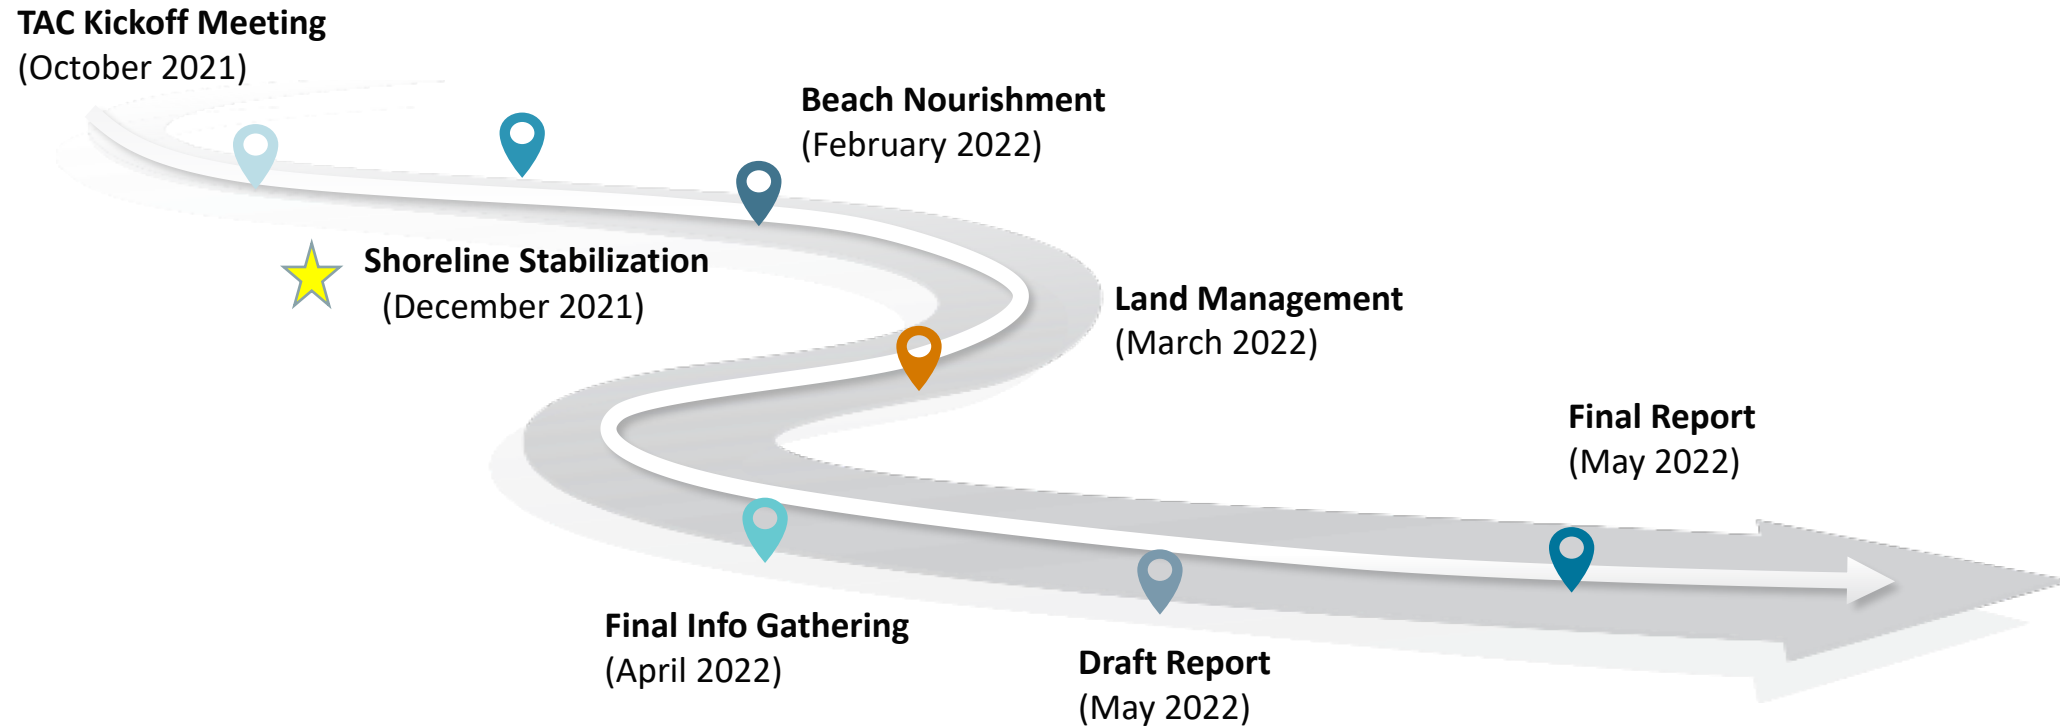 TAC Kickoff Meeting
(October 2021)
Shoreline Stabilization
(December 2021)
Beach Nourishment
(February 2022)
Land Management
(March 2022)
Final Info Gathering
(April 2022)
Draft Report
(May 2022)
Final Report
(May 2022)